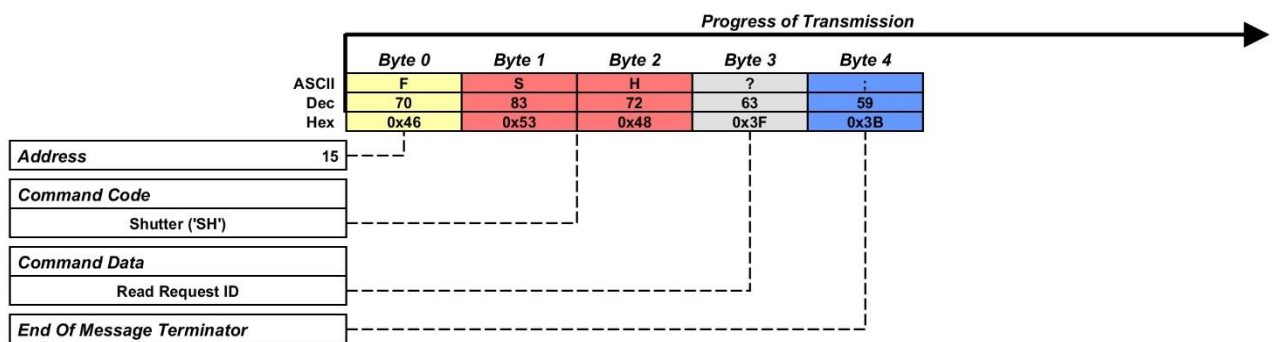 Progress of Transmission
Byte 0 Byte 1 Byte 2 Byte 3 Byte 4
ASCII F S H ? ;
Dec 70 83 72 63 59
Hex 0x46 0x53 0x48 0x3F 0x3B
Address 15
Command Code
Shutter ('SH')
Command Data
Read Request ID
End Of Message Terminator